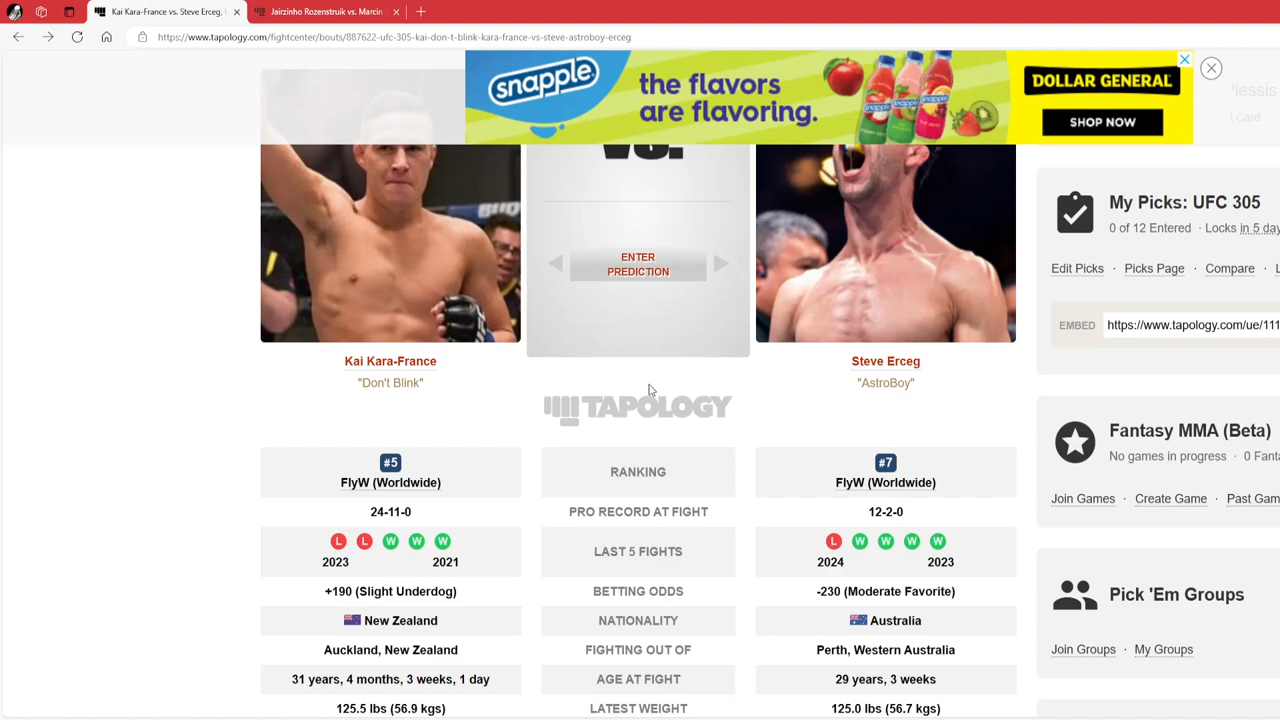 Kai Kara-France vs. Steve Erceg,
Jairzinho Rozenstruik vs. Marcin
https://www.tapology.com/fightcenter/bouts/887622-ufc-305-kai-don-t-blink-kara-france-vs-steve-astroboy-erceg
snapple
the flavors
are flavoring.
DOLLAR GENERAL
SHOP NOW
'lessis
t Card
VS.
ENTER
PREDICTION
My Picks: UFC 305
0 of 12 Entered · Locks in 5 day
Edit Picks · Picks Page · Compare · L
EMBED https://www.tapology.com/ue/111
Kai Kara-France
"Don't Blink"
Steve Erceg
"AstroBoy"
TAPOLOGY
Fantasy MMA (Beta)
No games in progress · 0 Fanta
Join Games · Create Game · Past Gam
#5 RANKING #7
FlyW (Worldwide) FlyW (Worldwide)
24-11-0 PRO RECORD AT FIGHT 12-2-0
L L W W W LAST 5 FIGHTS L W W W W
2023 2021 2024 2023
+190 (Slight Underdog) BETTING ODDS -230 (Moderate Favorite)
New Zealand NATIONALITY Australia
Auckland, New Zealand FIGHTING OUT OF Perth, Western Australia
31 years, 4 months, 3 weeks, 1 day AGE AT FIGHT 29 years, 3 weeks
125.5 lbs (56.9 kgs) LATEST WEIGHT 125.0 lbs (56.7 kgs)
Pick 'Em Groups
Join Groups · My Groups